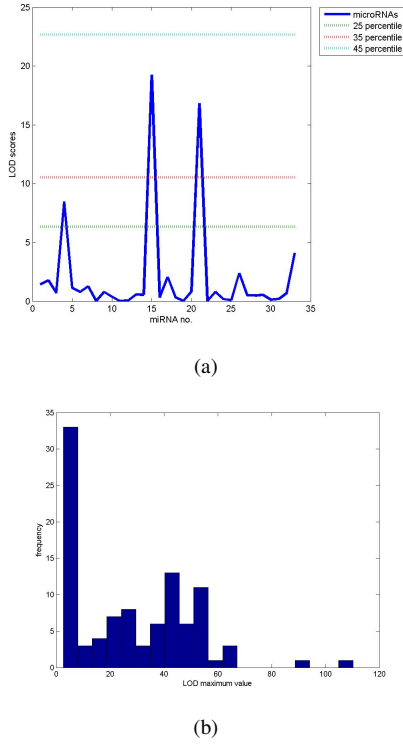 25
20
15
10
5
0
LOD scores
0 5 10 15 20 25 30 35
miRNA no.
microRNAs
25 percentile
35 percentile
45 percentile
(a)
35
30
25
20
15
10
5
0
frequency
0 20 40 60 80 100 120
LOD maximum value
(b)